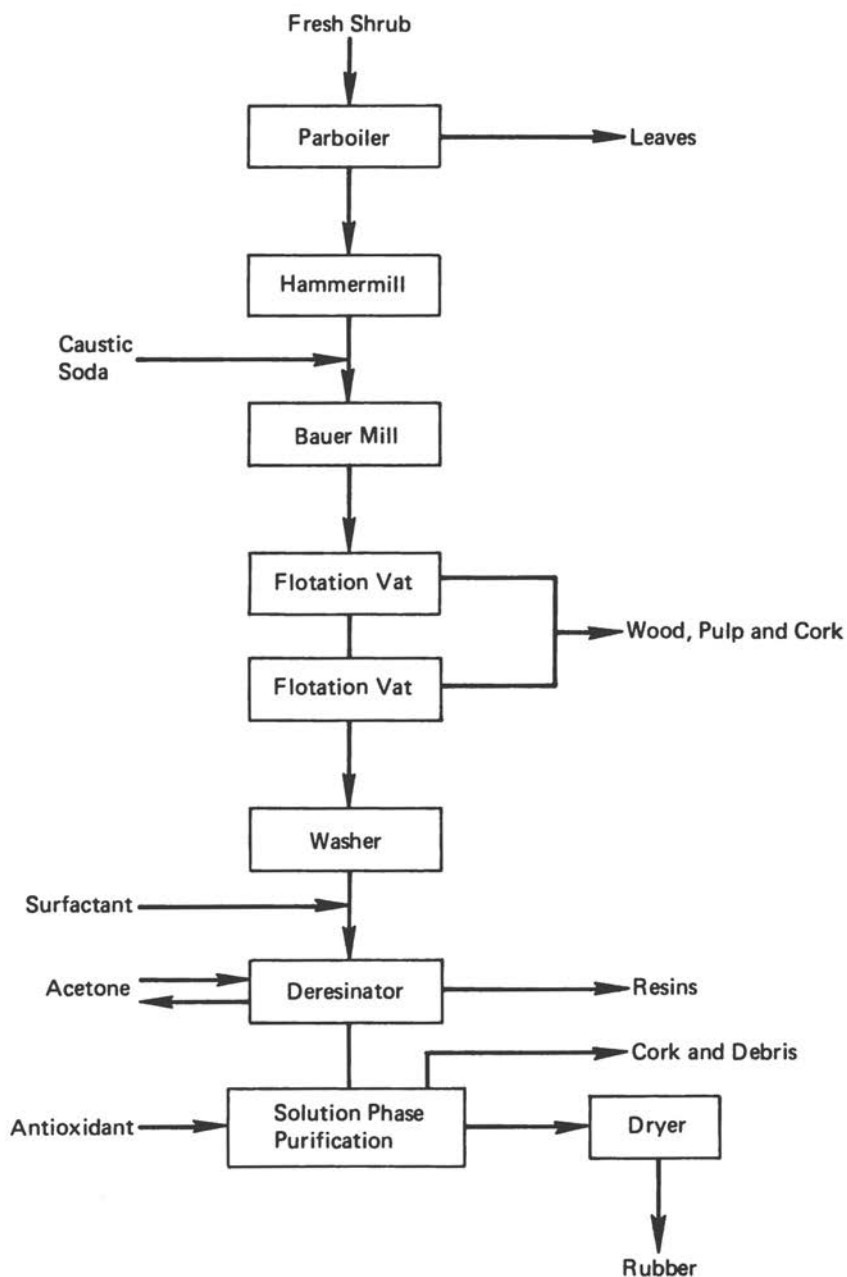 Fresh Shrub
Parboiler
Leaves
Hammermill
Caustic
Soda
Bauer Mill
Flotation Vat
Wood, Pulp and Cork
Flotation Vat
Washer
Surfactant
Acetone
Deresinator
Resins
Cork and Debris
Antioxidant
Solution Phase
Purification
Dryer
Rubber